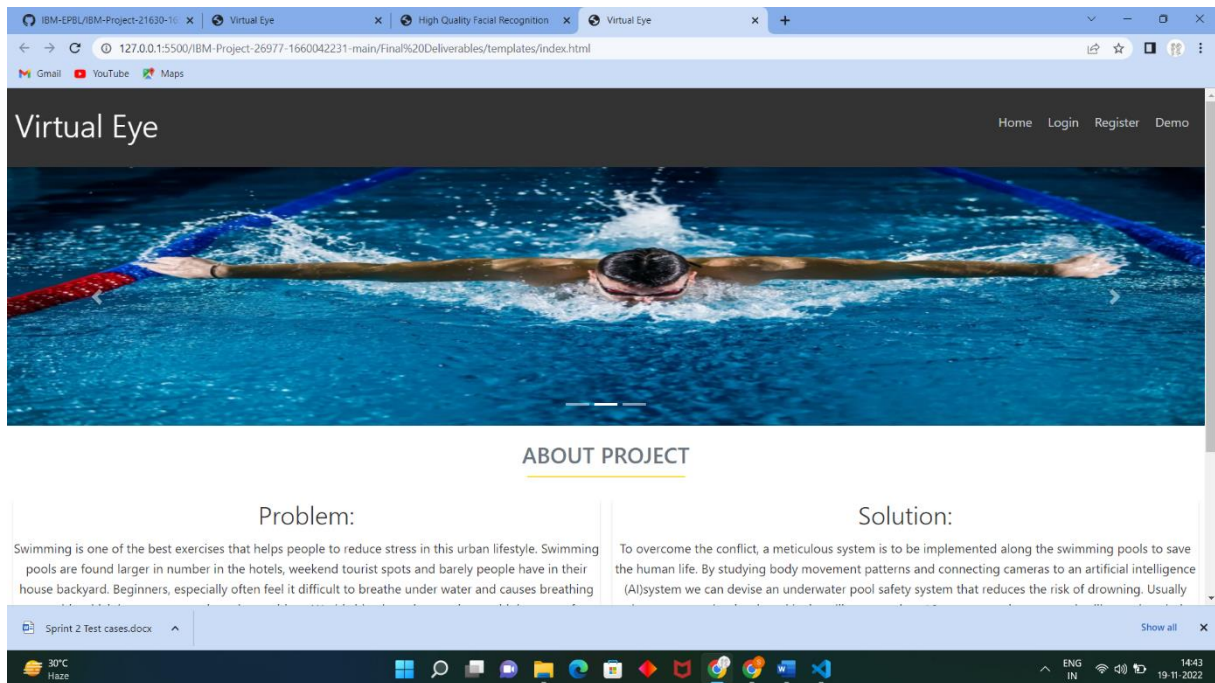 IBM-EPBL/IBM-Project-21630-16
Virtual Eye
High Quality Facial Recognition
Virtual Eye
127.0.0.1:5500/IBM-Project-26977-1660042231-main/Final%20Deliverables/templates/index.html
Gmail YouTube Maps
Virtual Eye
Home Login Register Demo
ABOUT PROJECT
Problem:
Swimming is one of the best exercises that helps people to reduce stress in this urban lifestyle. Swimming
pools are found larger in number in the hotels, weekend tourist spots and barely people have in their
house backyard. Beginners, especially often feel it difficult to breathe under water and causes breathing
Solution:
To overcome the conflict, a meticulous system is to be implemented along the swimming pools to save
the human life. By studying body movement patterns and connecting cameras to an artificial intelligence
(AI)system we can devise an underwater pool safety system that reduces the risk of drowning. Usually
Sprint 2 Test cases.docx
Show all
30°C
Haze
ENG
IN
14:43
19-11-2022